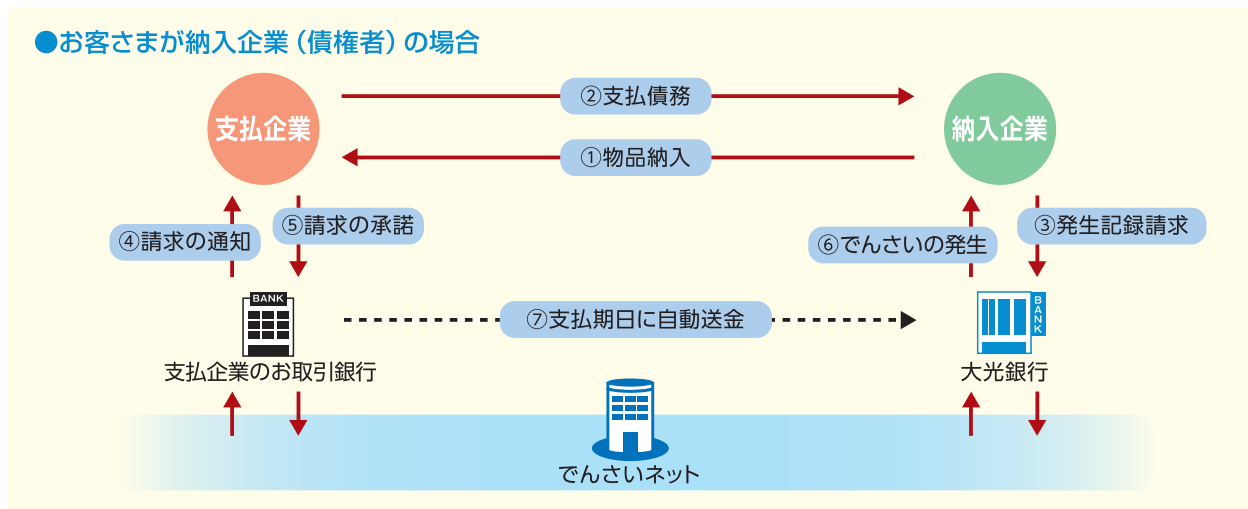 ●お客さまが納入企業（債権者）の場合
支払企業
②支払債務
納入企業
①物品納入
④請求の通知
⑤請求の承諾
⑥でんさいの発生
③発生記録請求
BANK
⑦支払期日に自動送金
BANK
支払企業のお取引銀行
大光銀行
でんさいネット